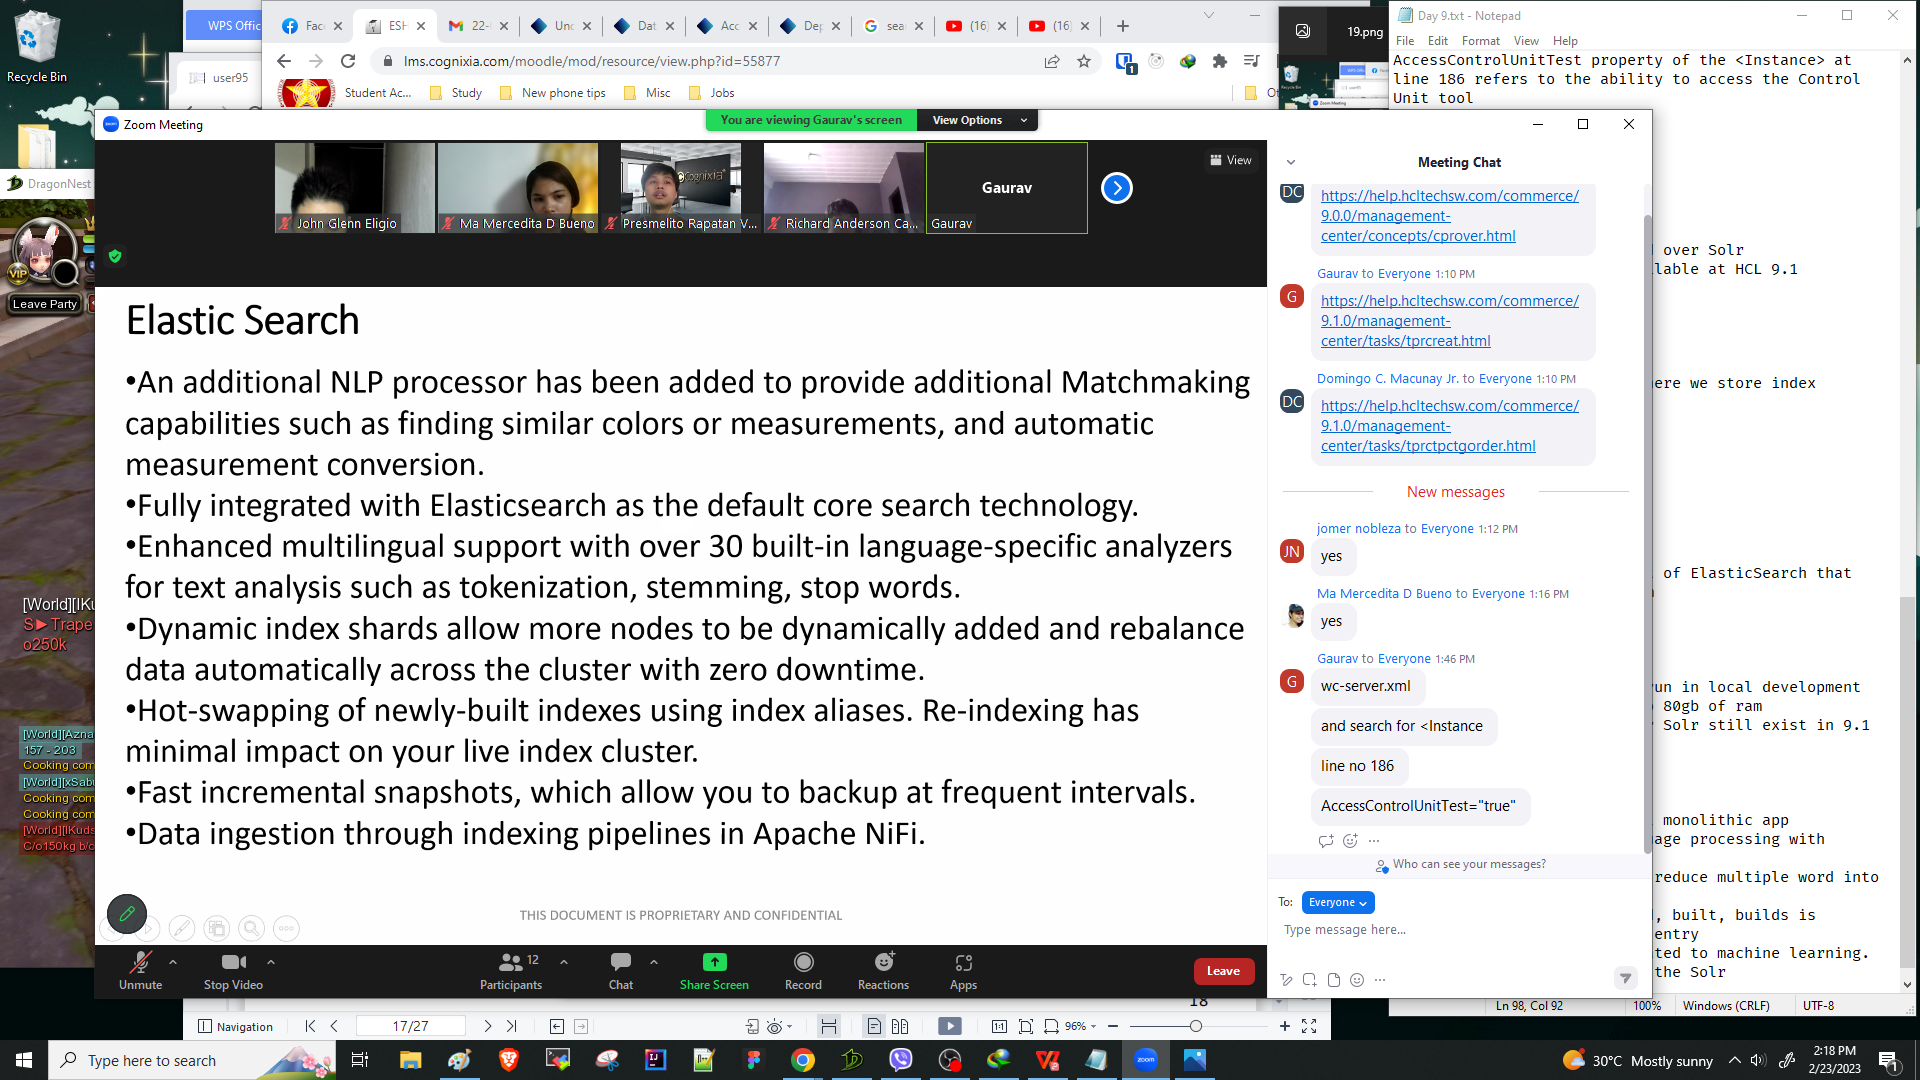 Recycle Bin
WPS Offic
Fac
ESH
22-
Unc
Dat
Acc
Dep
sea
(16)
(16)
lms.cognixia.com/moodle/mod/resource/view.php?id=55877
Student Ac...
Study
New phone tips
Misc
Jobs
user95
19.png
Day 9.txt - Notepad
File Edit Format View Help
AccessControlUnitTest property of the <Instance> at
line 186 refers to the ability to access the Control
Unit tool
over Solr
lable at HCL 9.1
ere we store index
of ElasticSearch that
run in local development
80gb of ram
Solr still exist in 9.1
monolithic app
age processing with
reduce multiple word into
, built, builds is
entry
ted to machine learning.
the Solr
Ln 98, Col 92
100%
Windows (CRLF)
UTF-8
DragonNest
VIP
Leave Party
[World][IKu
S►Trape
o250k
[World][Azna
157 - 203
Cooking com
[World][xSabu
Cooking com
Cooking com
[World][IKuds
C/o150kg b/o
Zoom Meeting
You are viewing Gaurav's screen
View Options
View
John Glenn Eligio
Ma Mercedita D Bueno
Cognixia
Presmelito Rapatan V...
Richard Anderson Ca...
Gaurav
Gaurav
Elastic Search
•An additional NLP processor has been added to provide additional Matchmaking
capabilities such as finding similar colors or measurements, and automatic
measurement conversion.
•Fully integrated with Elasticsearch as the default core search technology.
•Enhanced multilingual support with over 30 built-in language-specific analyzers
for text analysis such as tokenization, stemming, stop words.
•Dynamic index shards allow more nodes to be dynamically added and rebalance
data automatically across the cluster with zero downtime.
•Hot-swapping of newly-built indexes using index aliases. Re-indexing has
minimal impact on your live index cluster.
•Fast incremental snapshots, which allow you to backup at frequent intervals.
•Data ingestion through indexing pipelines in Apache NiFi.
THIS DOCUMENT IS PROPRIETARY AND CONFIDENTIAL
Meeting Chat
DC
https://help.hcltechsw.com/commerce/
9.0.0/management-
center/concepts/cprover.html
Gaurav to Everyone 1:10 PM
G
https://help.hcltechsw.com/commerce/
9.1.0/management-
center/tasks/tprcreat.html
Domingo C. Macunay Jr. to Everyone 1:10 PM
DC
https://help.hcltechsw.com/commerce/
9.1.0/management-
center/tasks/tprctpctgorder.html
New messages
jomer nobleza to Everyone 1:12 PM
JN
yes
Ma Mercedita D Bueno to Everyone 1:16 PM
yes
Gaurav to Everyone 1:46 PM
G
wc-server.xml
and search for <Instance
line no 186
AccessControlUnitTest="true"
Who can see your messages?
To: Everyone
Type message here...
Unmute
Stop Video
12
Participants
Chat
Share Screen
Record
Reactions
Apps
Leave
18
Navigation
17/27
96%
Type here to search
zoom
30°C Mostly sunny
2:18 PM
2/23/2023
1